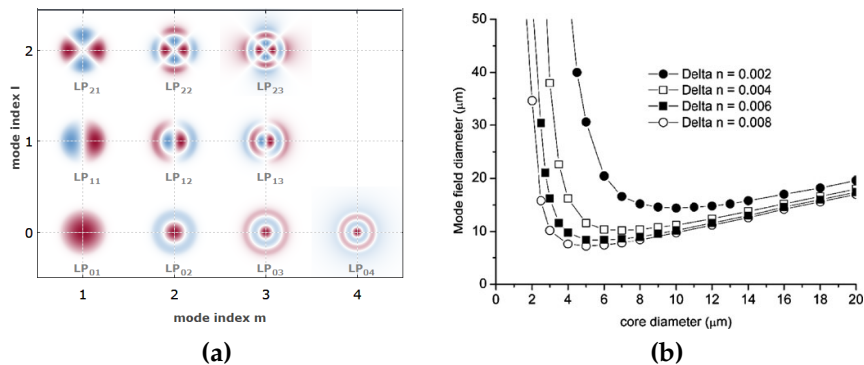 2
LP21
LP22
LP23
mode index l
1
LP11
LP12
LP13
0
LP01
LP02
LP03
LP04
1 2 3 4
mode index m
(a)
50
40
30
20
10
0
Mode field diameter (μm)
Delta n = 0.002
Delta n = 0.004
Delta n = 0.006
Delta n = 0.008
0 2 4 6 8 10 12 14 16 18 20
core diameter (μm)
(b)